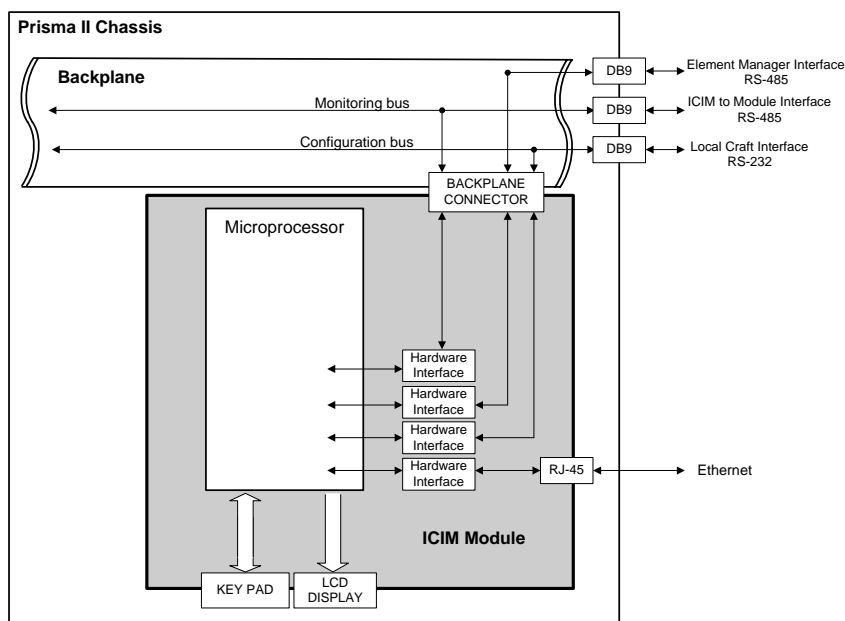 Prisma II Chassis
Backplane
DB9
Element Manager Interface
RS-485
Monitoring bus
DB9
ICIM to Module Interface
RS-485
Configuration bus
DB9
Local Craft Interface
RS-232
BACKPLANE
CONNECTOR
Microprocessor
Hardware
Interface
Hardware
Interface
Hardware
Interface
Hardware
Interface
RJ-45
Ethernet
ICIM Module
KEY PAD
LCD
DISPLAY